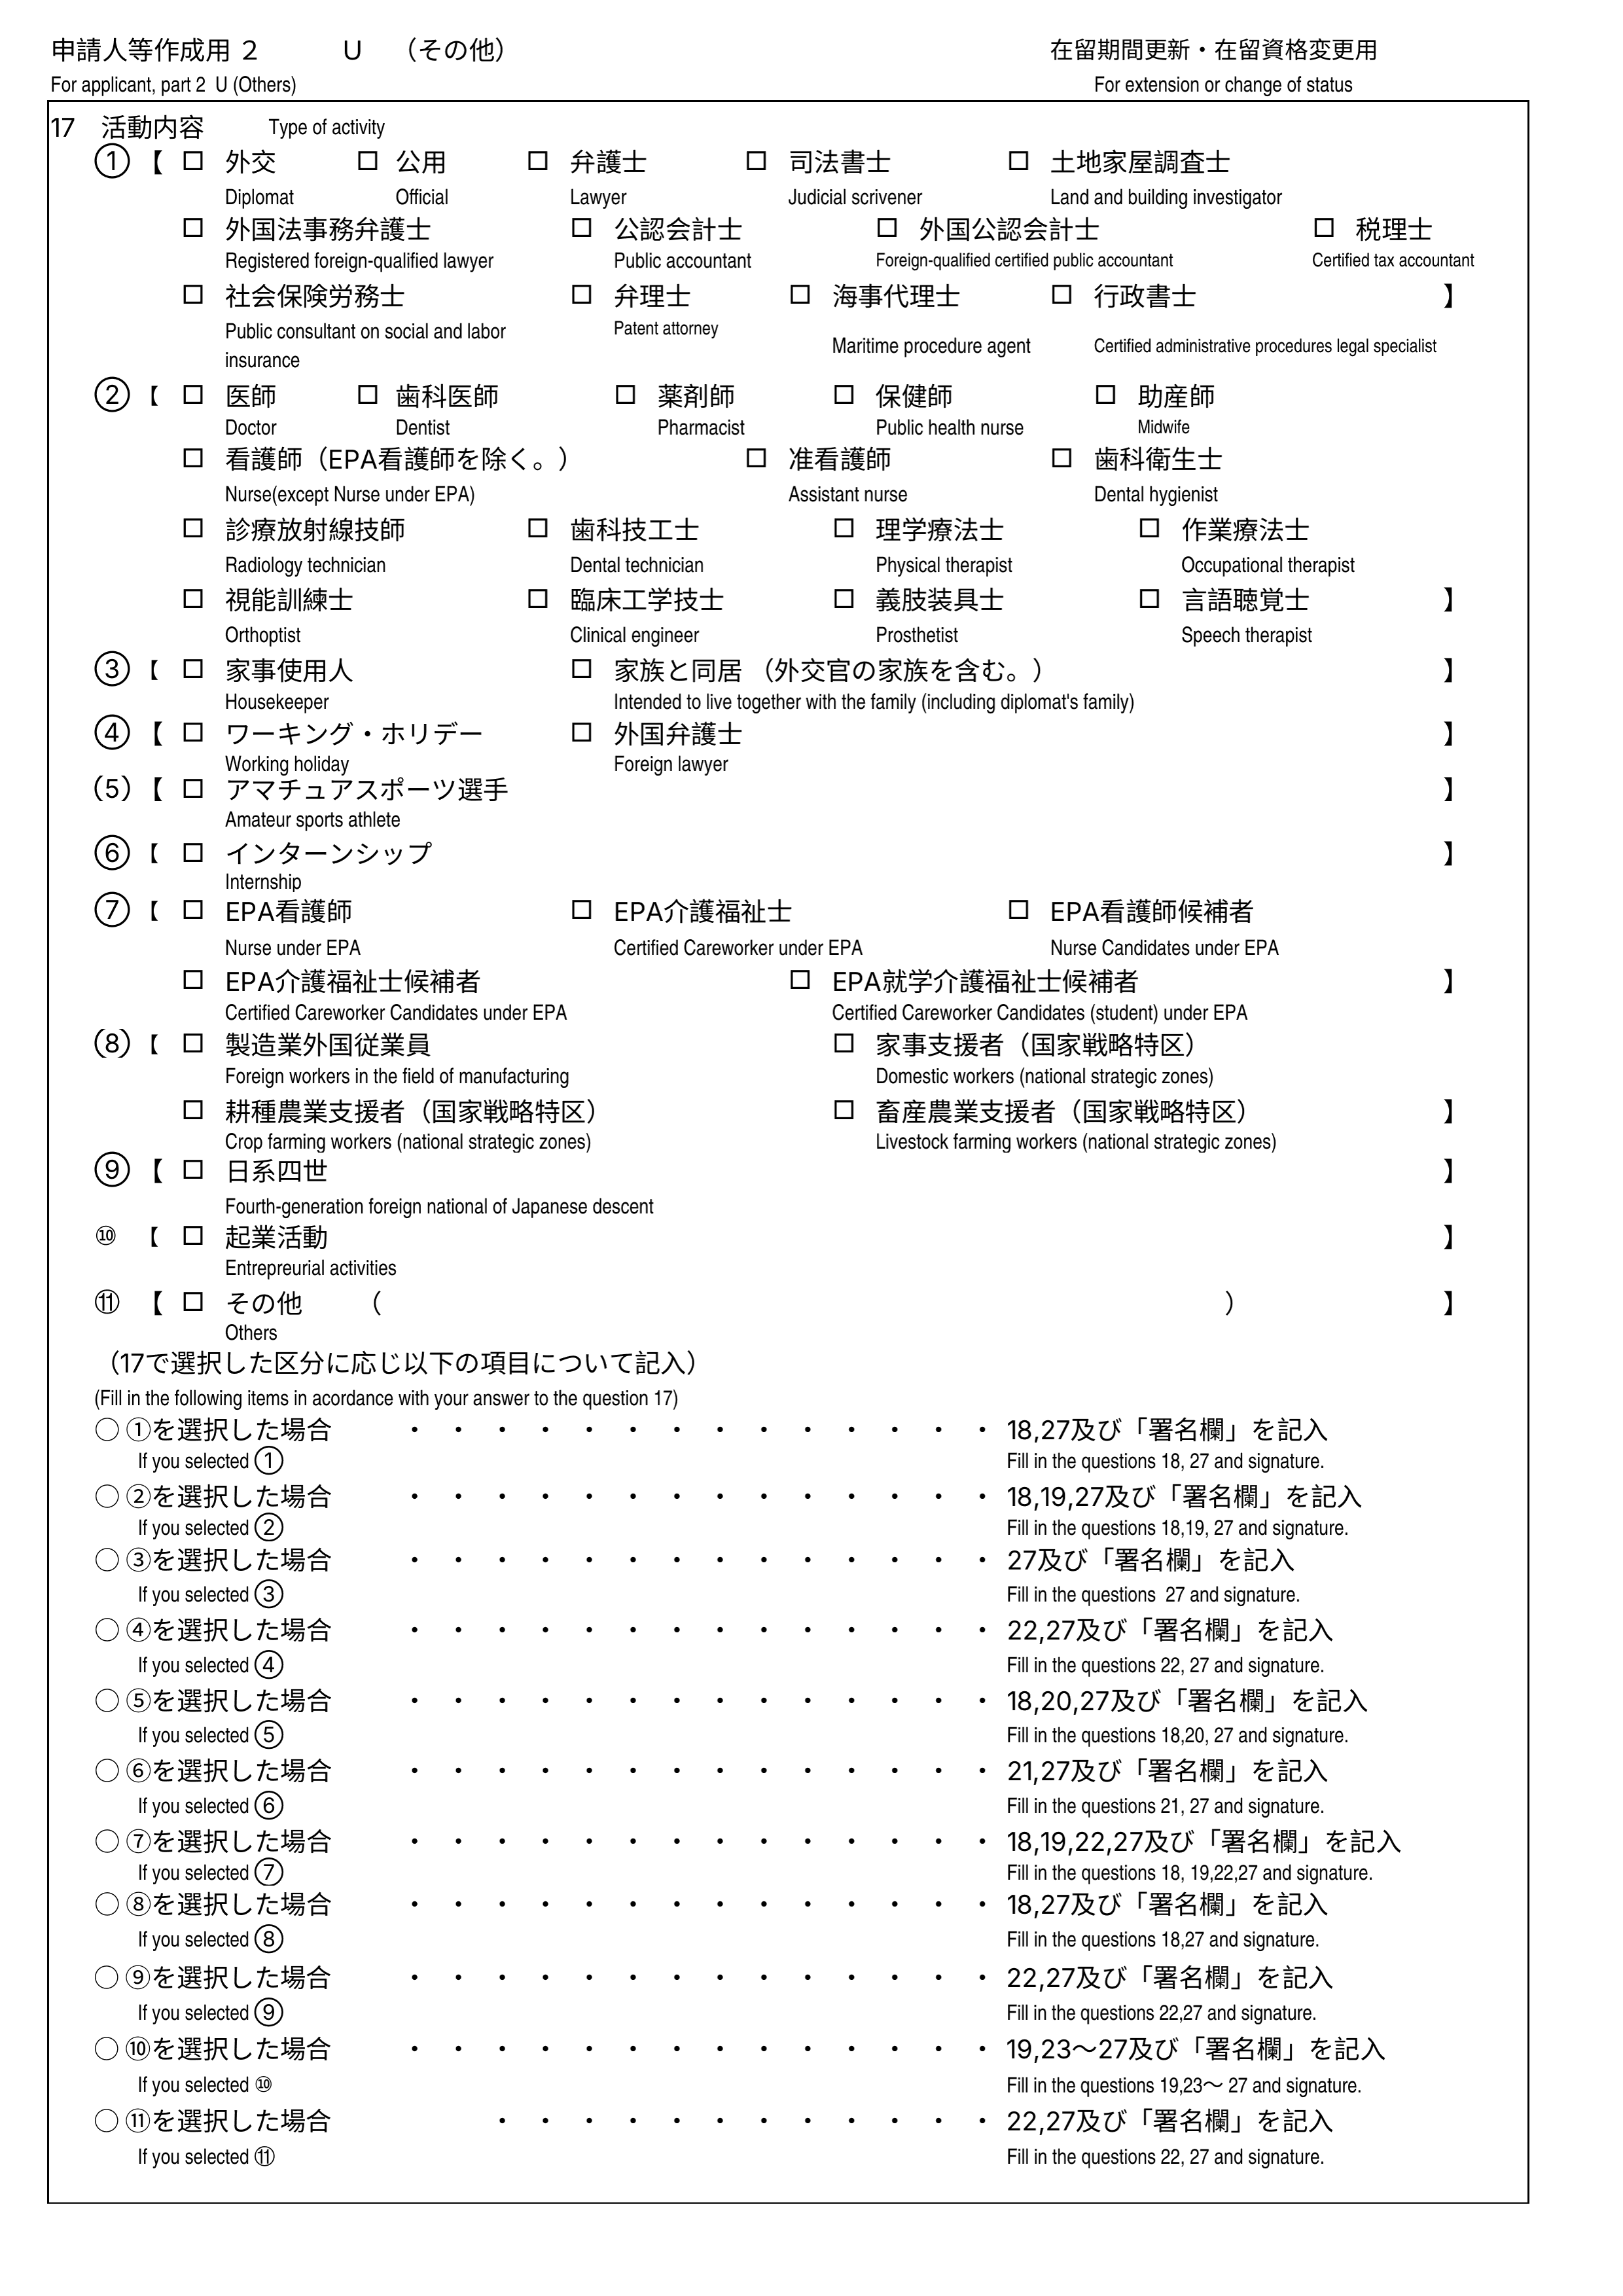 申請人等作成用 2 U （その他） 在留期間更新・在留資格変更用
For applicant, part 2 U (Others) For extension or change of status
17 活動内容 Type of activity
① 【 □ 外交 □ 公用 □ 弁護士 □ 司法書士 □ 土地家屋調査士
Diplomat Official Lawyer Judicial scrivener Land and building investigator
□ 外国法事務弁護士 □ 公認会計士 □ 外国公認会計士 □ 税理士
Registered foreign-qualified lawyer Public accountant Foreign-qualified certified public accountant Certified tax accountant
□ 社会保険労務士 □ 弁理士 □ 海事代理士 □ 行政書士 】
Public consultant on social and labor insurance Patent attorney Maritime procedure agent Certified administrative procedures legal specialist
② 【 □ 医師 □ 歯科医師 □ 薬剤師 □ 保健師 □ 助産師
Doctor Dentist Pharmacist Public health nurse Midwife
□ 看護師（EPA看護師を除く。） □ 准看護師 □ 歯科衛生士
Nurse(except Nurse under EPA) Assistant nurse Dental hygienist
□ 診療放射線技師 □ 歯科技工士 □ 理学療法士 □ 作業療法士
Radiology technician Dental technician Physical therapist Occupational therapist
□ 視能訓練士 □ 臨床工学技士 □ 義肢装具士 □ 言語聴覚士 】
Orthoptist Clinical engineer Prosthetist Speech therapist
③ 【 □ 家事使用人 □ 家族と同居 （外交官の家族を含む。） 】
Housekeeper Intended to live together with the family (including diplomat's family)
④ 【 □ ワーキング・ホリデー □ 外国弁護士 】
Working holiday Foreign lawyer
⑤ 【 □ アマチュアスポーツ選手 】
Amateur sports athlete
⑥ 【 □ インターンシップ 】
Internship
⑦ 【 □ EPA看護師 □ EPA介護福祉士 □ EPA看護師候補者
Nurse under EPA Certified Careworker under EPA Nurse Candidates under EPA
□ EPA介護福祉士候補者 □ EPA就学介護福祉士候補者 】
Certified Careworker Candidates under EPA Certified Careworker Candidates (student) under EPA
⑧ 【 □ 製造業外国従業員 □ 家事支援者（国家戦略特区）
Foreign workers in the field of manufacturing Domestic workers (national strategic zones)
□ 耕種農業支援者（国家戦略特区） □ 畜産農業支援者（国家戦略特区） 】
Crop farming workers (national strategic zones) Livestock farming workers (national strategic zones)
⑨ 【 □ 日系四世 】
Fourth-generation foreign national of Japanese descent
⑩ 【 □ 起業活動 】
Entrepreurial activities
⑪ 【 □ その他 （ ） 】
Others
（17で選択した区分に応じ以下の項目について記入）
(Fill in the following items in acordance with your answer to the question 17)
○ ①を選択した場合 ・ ・ ・ ・ ・ ・ ・ ・ ・ ・ ・ ・ ・ ・ 18,27及び「署名欄」を記入
If you selected ① Fill in the questions 18, 27 and signature.
○ ②を選択した場合 ・ ・ ・ ・ ・ ・ ・ ・ ・ ・ ・ ・ ・ ・ 18,19,27及び「署名欄」を記入
If you selected ② Fill in the questions 18,19, 27 and signature.
○ ③を選択した場合 ・ ・ ・ ・ ・ ・ ・ ・ ・ ・ ・ ・ ・ ・ 27及び「署名欄」を記入
If you selected ③ Fill in the questions 27 and signature.
○ ④を選択した場合 ・ ・ ・ ・ ・ ・ ・ ・ ・ ・ ・ ・ ・ ・ 22,27及び「署名欄」を記入
If you selected ④ Fill in the questions 22, 27 and signature.
○ ⑤を選択した場合 ・ ・ ・ ・ ・ ・ ・ ・ ・ ・ ・ ・ ・ ・ 18,20,27及び「署名欄」を記入
If you selected ⑤ Fill in the questions 18,20, 27 and signature.
○ ⑥を選択した場合 ・ ・ ・ ・ ・ ・ ・ ・ ・ ・ ・ ・ ・ ・ 21,27及び「署名欄」を記入
If you selected ⑥ Fill in the questions 21, 27 and signature.
○ ⑦を選択した場合 ・ ・ ・ ・ ・ ・ ・ ・ ・ ・ ・ ・ ・ ・ 18,19,22,27及び「署名欄」を記入
If you selected ⑦ Fill in the questions 18, 19,22,27 and signature.
○ ⑧を選択した場合 ・ ・ ・ ・ ・ ・ ・ ・ ・ ・ ・ ・ ・ ・ 18,27及び「署名欄」を記入
If you selected ⑧ Fill in the questions 18,27 and signature.
○ ⑨を選択した場合 ・ ・ ・ ・ ・ ・ ・ ・ ・ ・ ・ ・ ・ ・ 22,27及び「署名欄」を記入
If you selected ⑨ Fill in the questions 22,27 and signature.
○ ⑩を選択した場合 ・ ・ ・ ・ ・ ・ ・ ・ ・ ・ ・ ・ ・ ・ 19,23～27及び「署名欄」を記入
If you selected ⑩ Fill in the questions 19,23～ 27 and signature.
○ ⑪を選択した場合 ・ ・ ・ ・ ・ ・ ・ ・ ・ ・ ・ ・ 22,27及び「署名欄」を記入
If you selected ⑪ Fill in the questions 22, 27 and signature.